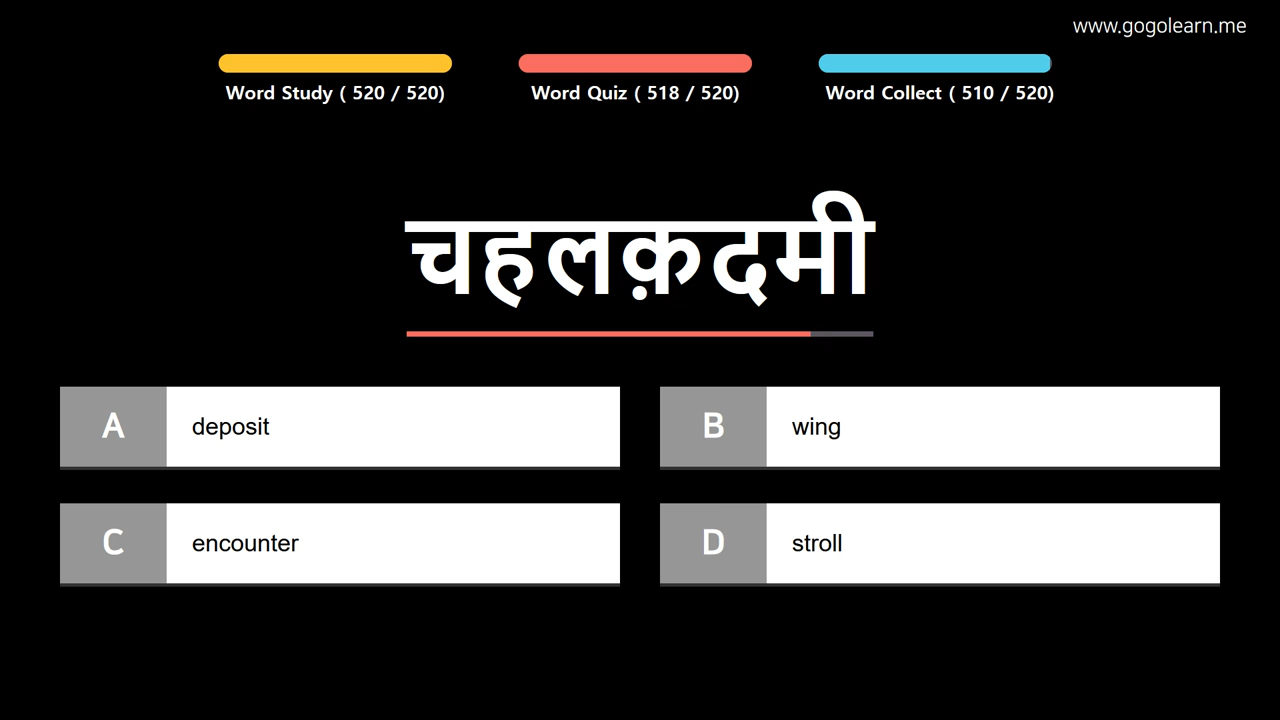 www.gogolearn.me
Word Study ( 520 / 520)
Word Quiz ( 518 / 520)
Word Collect ( 510 / 520)
चहलक़दमी
A deposit
B wing
C encounter
D stroll